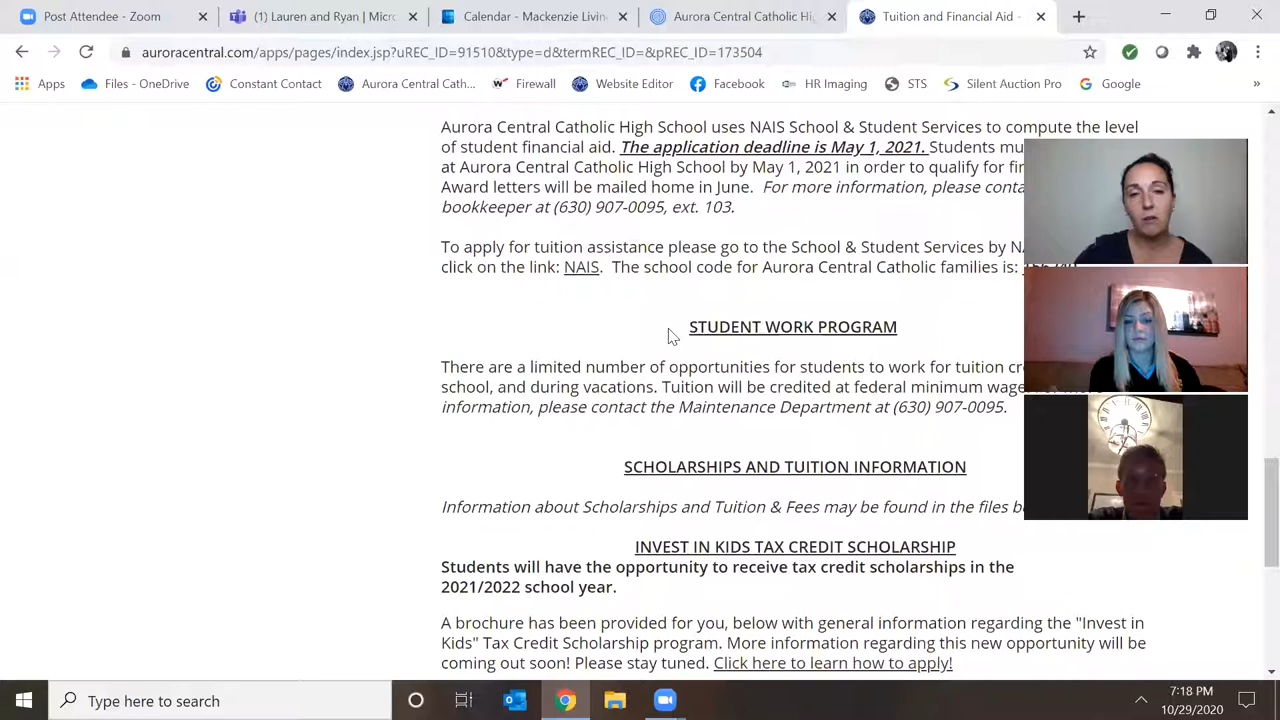 Post Attendee - Zoom
(1) Lauren and Ryan | Micr
Calendar - Mackenzie Livin
Aurora Central Catholic Hig
Tuition and Financial Aid -
auroracentral.com/apps/pages/index.jsp?uREC_ID=91510&type=d&termREC_ID=&pREC_ID=173504
Apps
Files - OneDrive
Constant Contact
Aurora Central Cath...
Firewall
Website Editor
Facebook
HR Imaging
STS
Silent Auction Pro
Google
»
Aurora Central Catholic High School uses NAIS School & Student Services to compute the level
of student financial aid. The application deadline is May 1, 2021. Students mu
at Aurora Central Catholic High School by May 1, 2021 in order to qualify for fin
Award letters will be mailed home in June. For more information, please conta
bookkeeper at (630) 907-0095, ext. 103.
To apply for tuition assistance please go to the School & Student Services by N
click on the link: NAIS. The school code for Aurora Central Catholic families is:
STUDENT WORK PROGRAM
There are a limited number of opportunities for students to work for tuition cr
school, and during vacations. Tuition will be credited at federal minimum wage.
information, please contact the Maintenance Department at (630) 907-0095.
SCHOLARSHIPS AND TUITION INFORMATION
Information about Scholarships and Tuition & Fees may be found in the files b
INVEST IN KIDS TAX CREDIT SCHOLARSHIP
Students will have the opportunity to receive tax credit scholarships in the
2021/2022 school year.
A brochure has been provided for you, below with general information regarding the "Invest in
Kids" Tax Credit Scholarship program. More information regarding this new opportunity will be
coming out soon! Please stay tuned. Click here to learn how to apply!
Type here to search
7:18 PM
10/29/2020